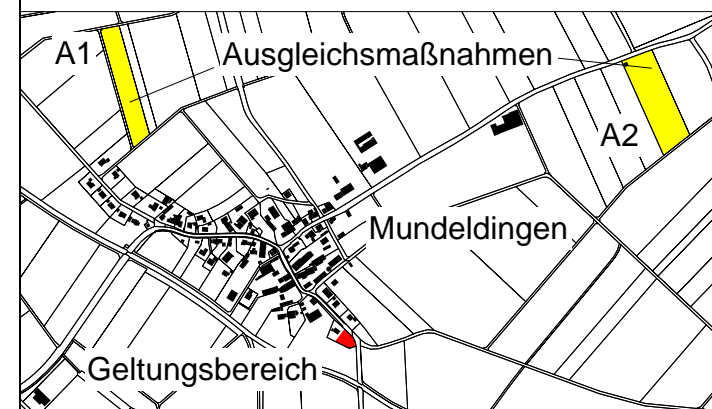 A1
Ausgleichsmaßnahmen
A2
Mundeldingen
Geltungsbereich